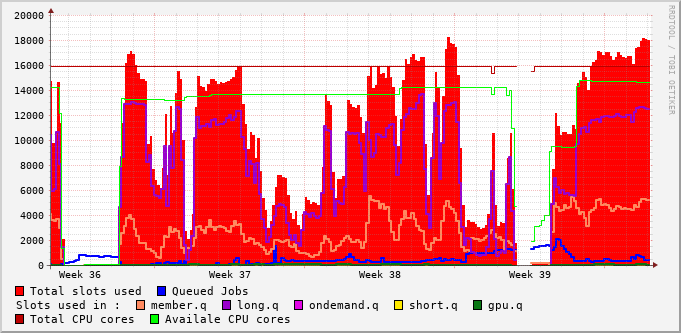 20000
18000
16000
14000
12000
10000
8000
6000
4000
2000
0
Week 36 Week 37 Week 38 Week 39
RRDTOOL / TOBI OETIKER
Total slots used Queued Jobs
Slots used in : member.q long.q ondemand.q short.q gpu.q
Total CPU cores Availale CPU cores